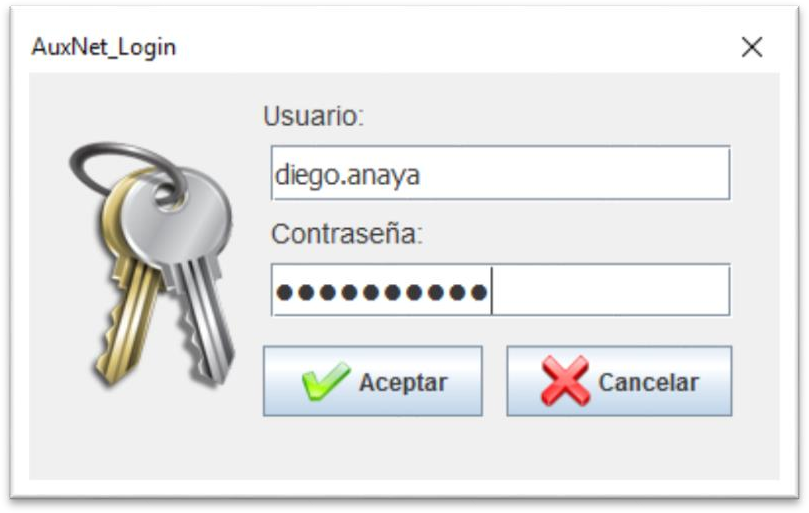 AuxNet_Login
Usuario:
diego.anaya
Contraseña:
●●●●●●●●●●
Aceptar Cancelar